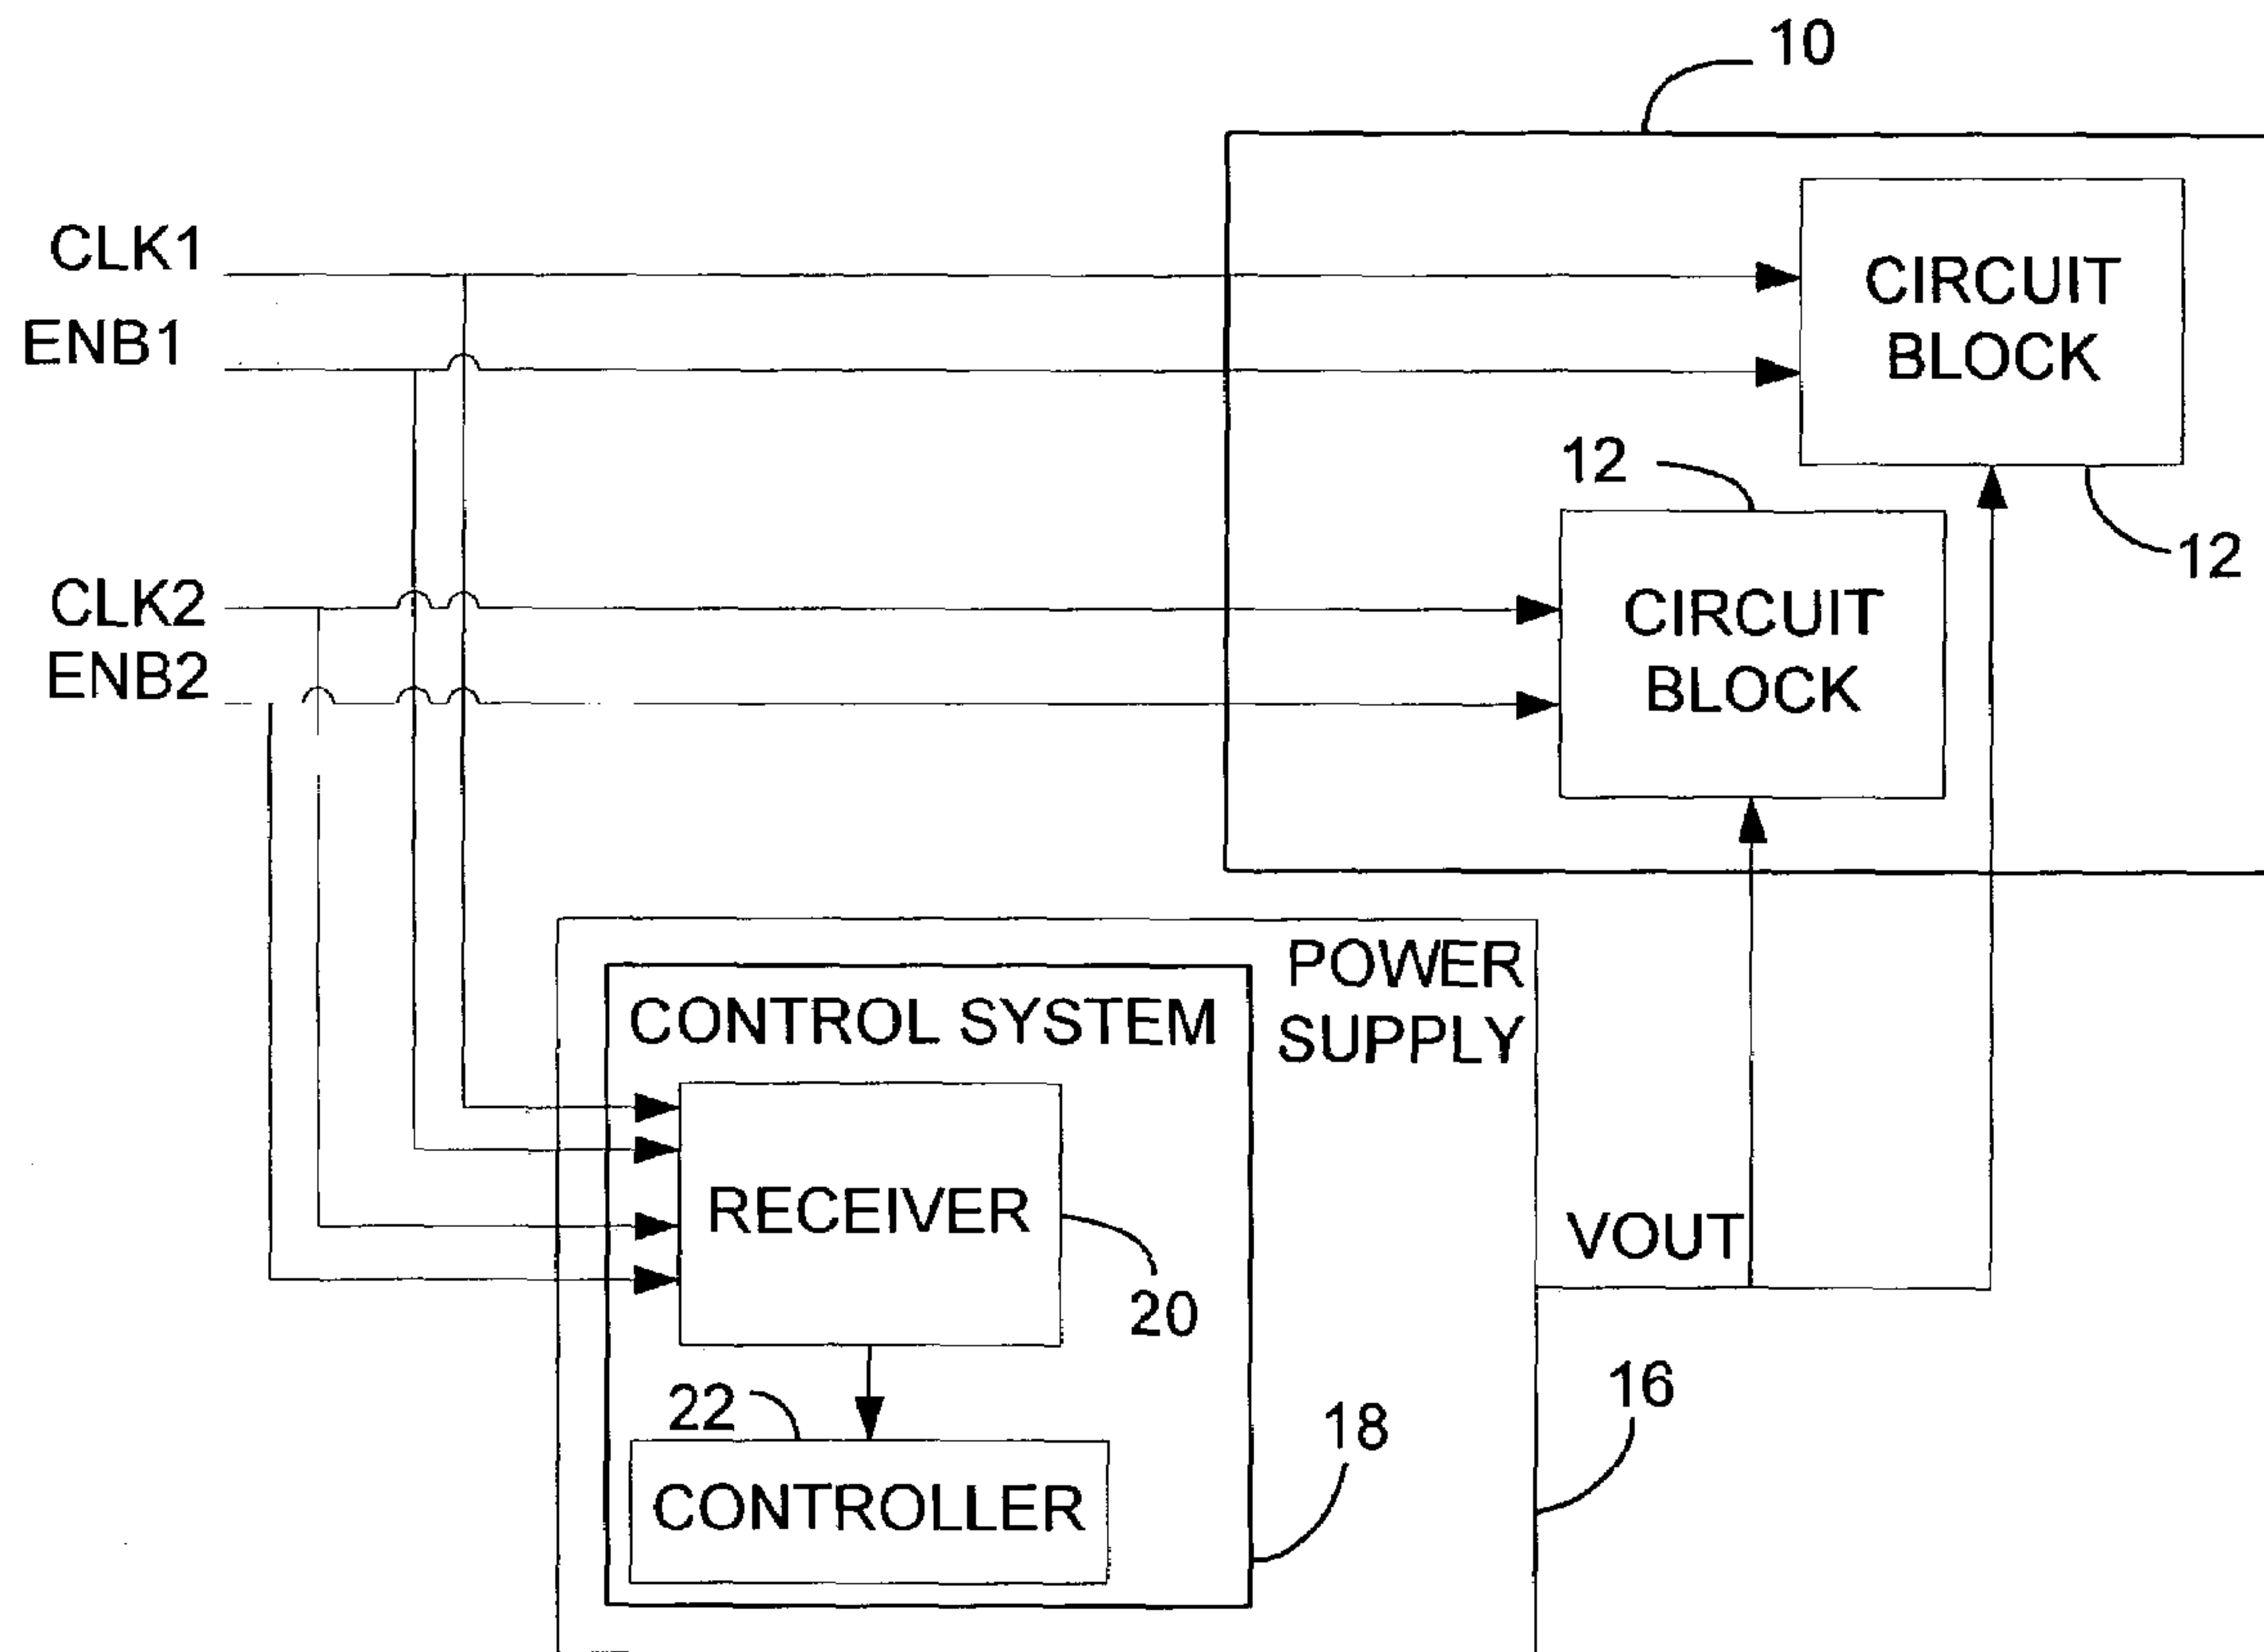 10
CLK1
ENB1
CIRCUIT
BLOCK
12
12
CLK2
ENB2
CIRCUIT
BLOCK
POWER
SUPPLY
CONTROL SYSTEM
RECEIVER
VOUT
20
22
18
16
CONTROLLER